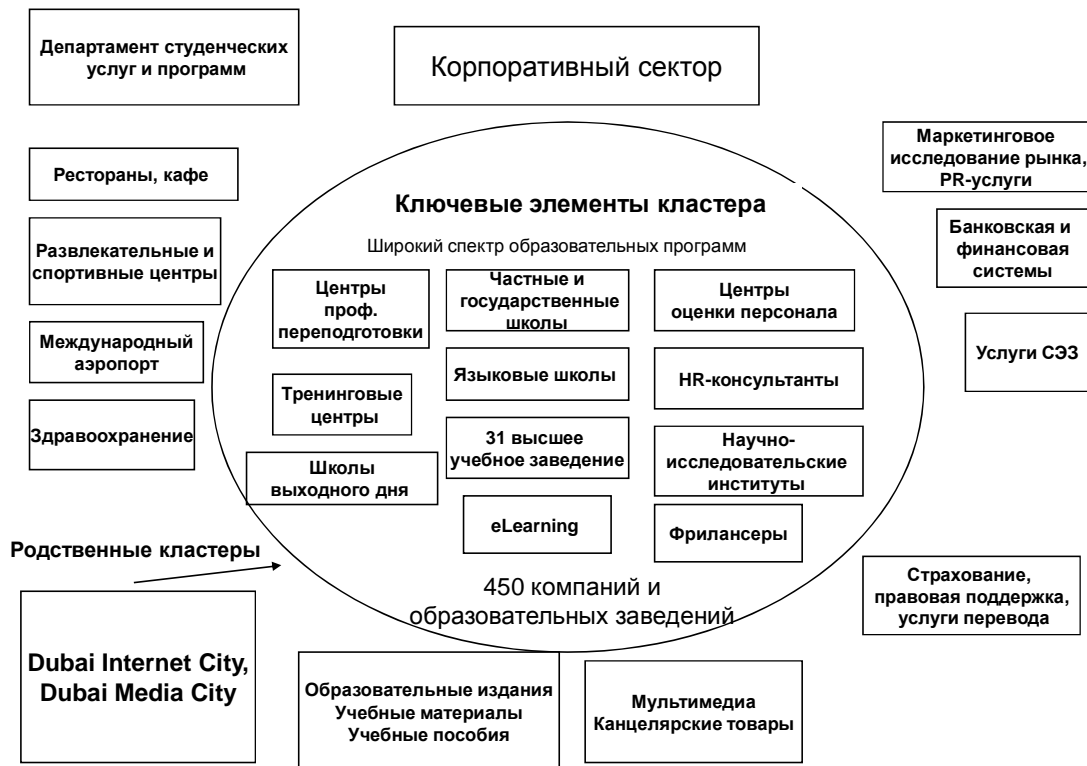 Департамент студенческих
услуг и программ
Корпоративный сектор
Маркетинговое
исследование рынка,
PR-услуги
Рестораны, кафе
Ключевые элементы кластера
Широкий спектр образовательных программ
Развлекательные и
спортивные центры
Банковская и
финансовая
системы
Центры
проф.
переподготовки
Частные и
государственные
школы
Центры
оценки персонала
Международный
аэропорт
Услуги СЭЗ
Тренинговые
центры
Языковые школы
HR-консультанты
Здравоохранение
31 высшее
учебное заведение
Научно-
исследовательские
институты
Школы
выходного дня
eLearning
Фрилансеры
Родственные кластеры
450 компаний и
образовательных заведений
Страхование,
правовая поддержка,
услуги перевода
Dubai Internet City,
Dubai Media City
Образовательные издания
Учебные материалы
Учебные пособия
Мультимедиа
Канцелярские товары